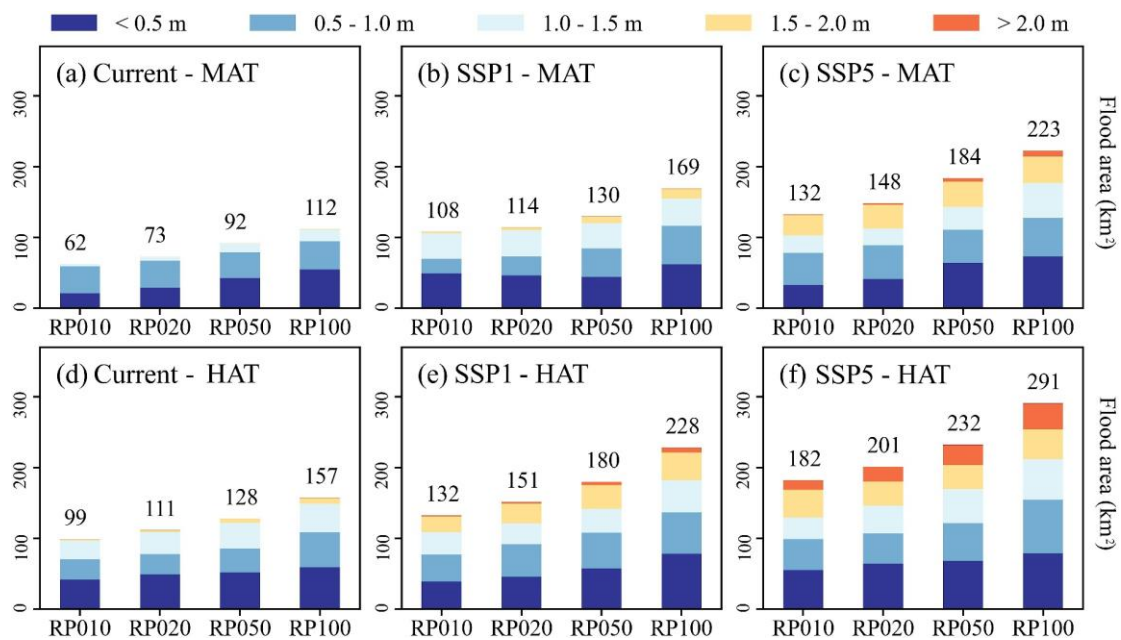 < 0.5 m 0.5 - 1.0 m 1.0 - 1.5 m 1.5 - 2.0 m > 2.0 m
(a) Current - MAT
0 100 200 300
62 73 92 112
RP010 RP020 RP050 RP100
(b) SSP1 - MAT
0 100 200 300
108 114 130 169
RP010 RP020 RP050 RP100
(c) SSP5 - MAT
0 100 200 300
132 148 184 223
RP010 RP020 RP050 RP100
Flood area (km²)
(d) Current - HAT
0 100 200 300
99 111 128 157
RP010 RP020 RP050 RP100
(e) SSP1 - HAT
0 100 200 300
132 151 180 228
RP010 RP020 RP050 RP100
(f) SSP5 - HAT
0 100 200 300
182 201 232 291
RP010 RP020 RP050 RP100
Flood area (km²)